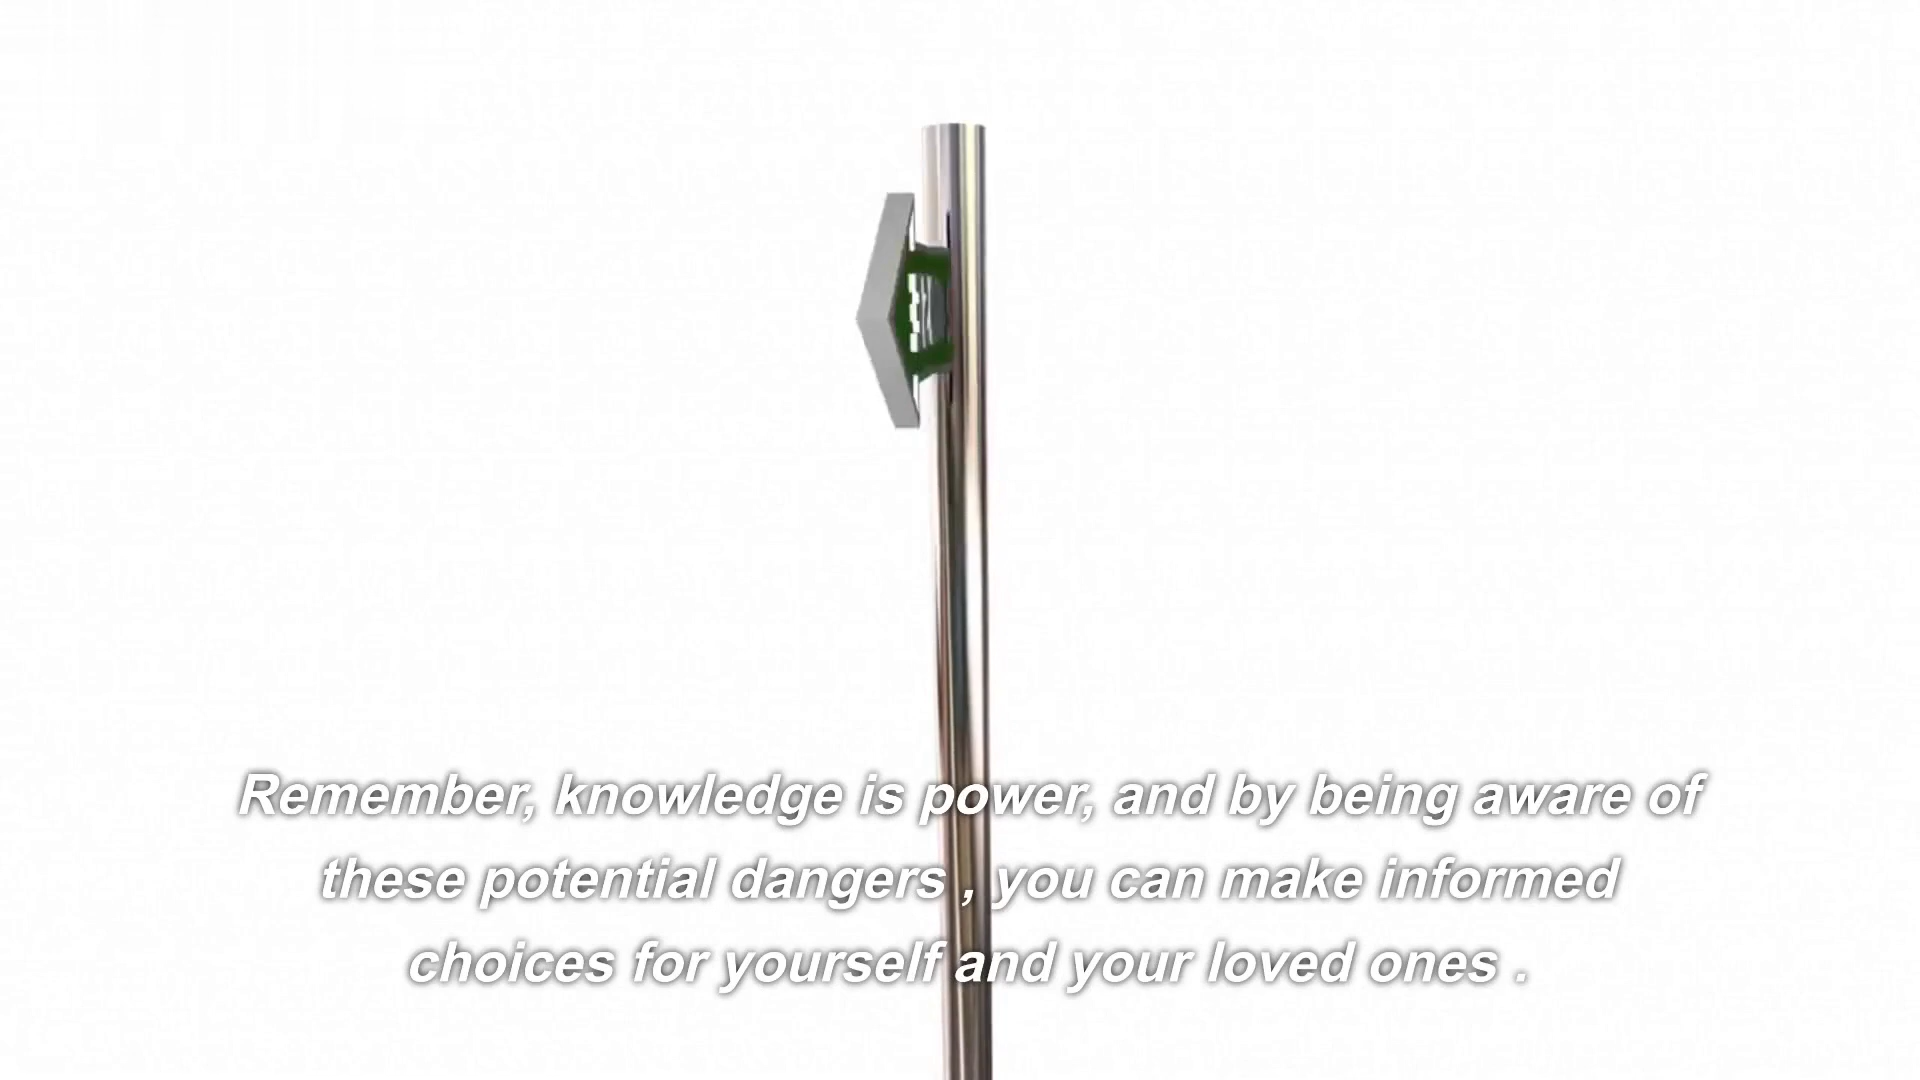 Remember, knowledge is power, and by being aware of
these potential dangers , you can make informed
choices for yourself and your loved ones .